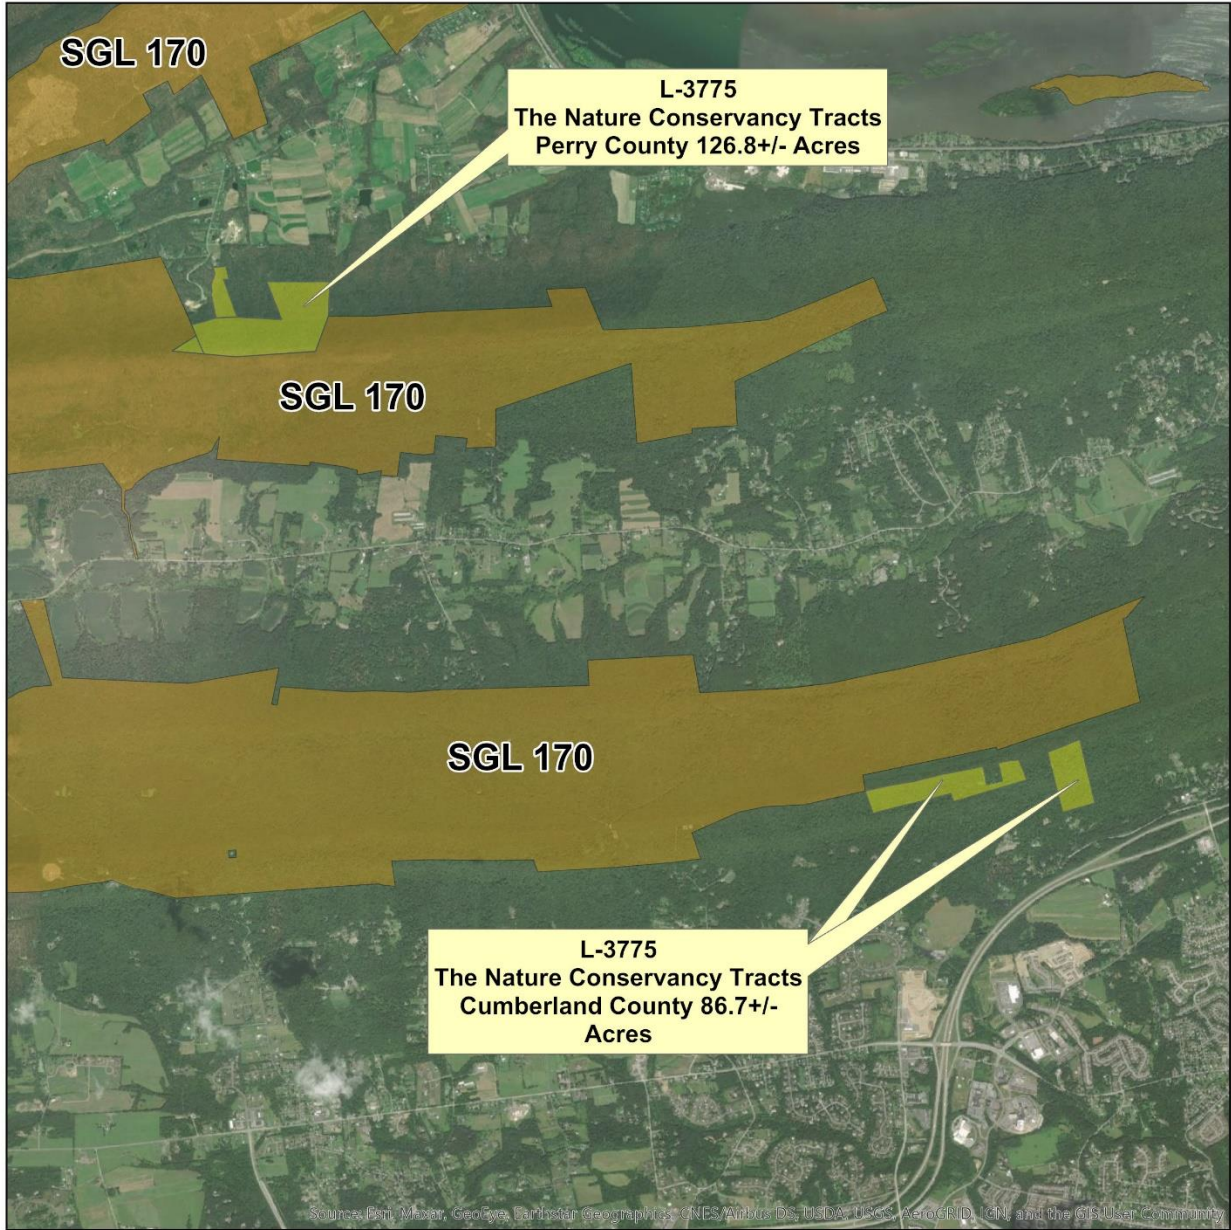 SGL 170
L-3775
The Nature Conservancy Tracts
Perry County 126.8+/- Acres
SGL 170
SGL 170
L-3775
The Nature Conservancy Tracts
Cumberland County 86.7+/-
Acres
Source: Esri, Maxar, GeoEye, Earthstar Geographics, CNES/Airbus DS, USDA, USGS, AeroGRID, IGN, and the GIS User Community